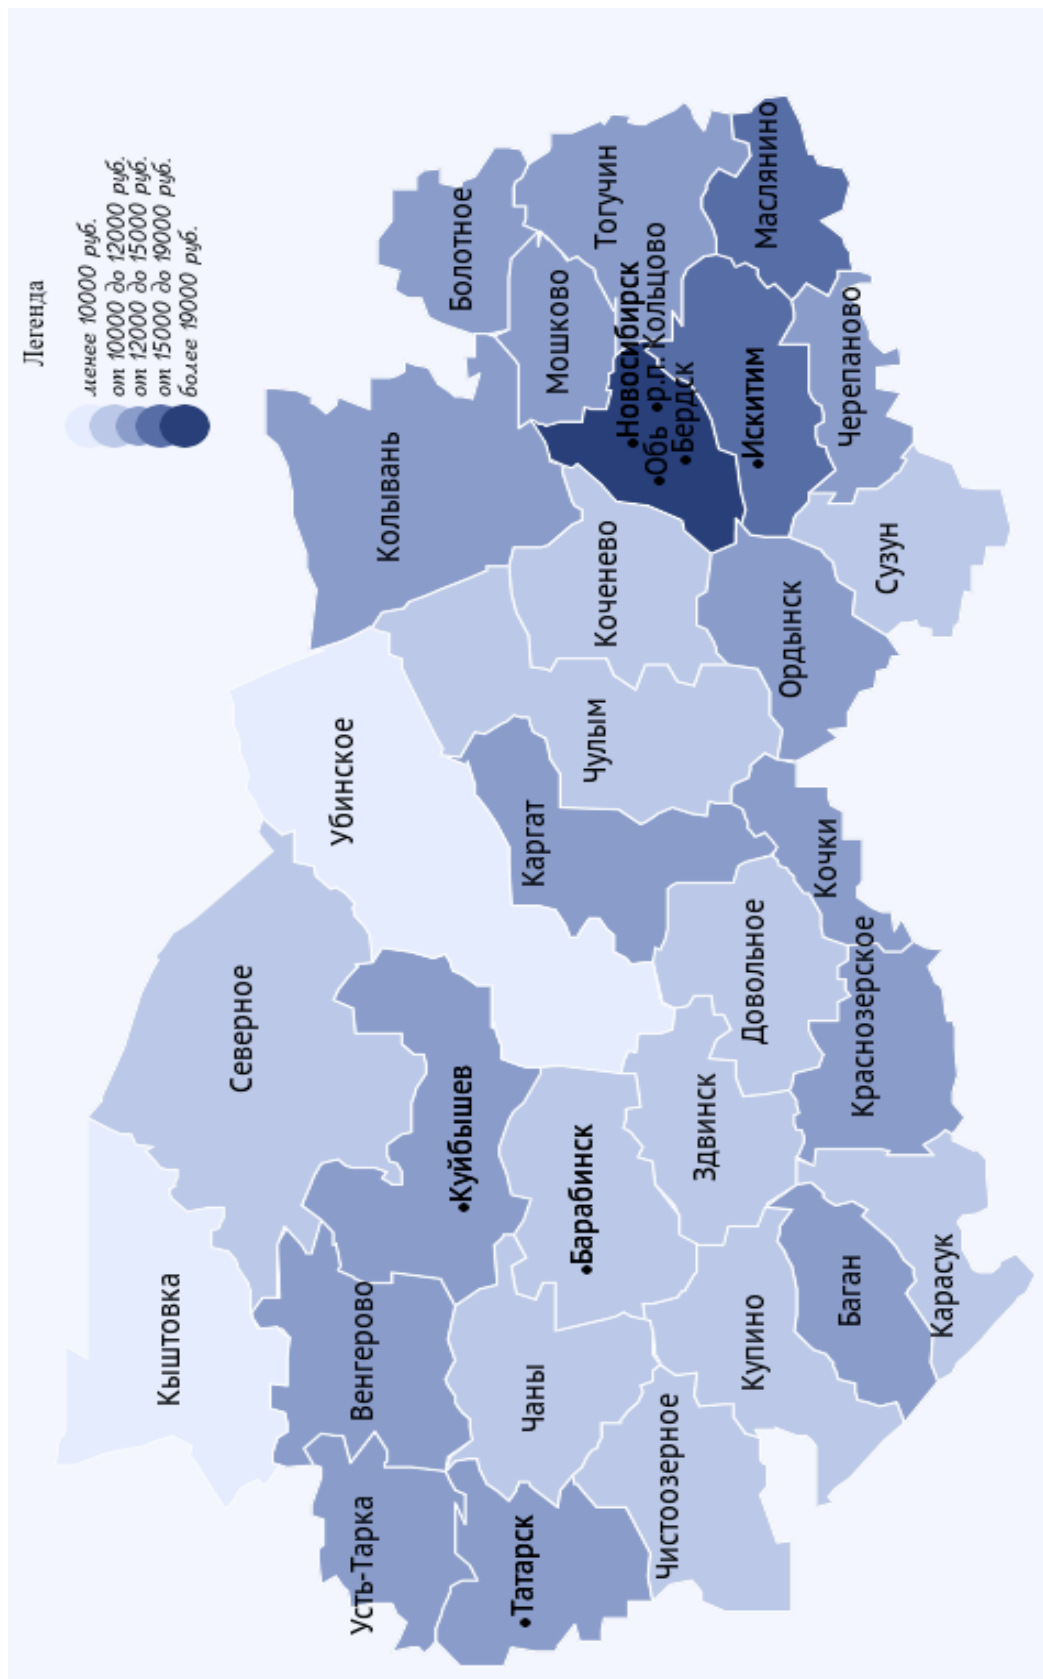 Легенда
менее 10000 руб.
от 10000 до 12000 руб.
от 12000 до 15000 руб.
от 15000 до 19000 руб.
более 19000 руб.
Кыштовка
Северное
Убинское
Колывань
Болотное
Усть-Тарка
Венгерово
•Куйбышев
Каргат
Мошково
Тогучин
•Татарск
Чаны
•Барабинск
Чулым
Коченево
•Новосибирск
•Обь
•р.п. Кольцово
•Бердск
Чистоозерное
Здвинск
Довольное
•Искитим
Маслянино
Купино
Кочки
Ордынск
Черепаново
Баган
Краснозерское
Сузун
Карасук